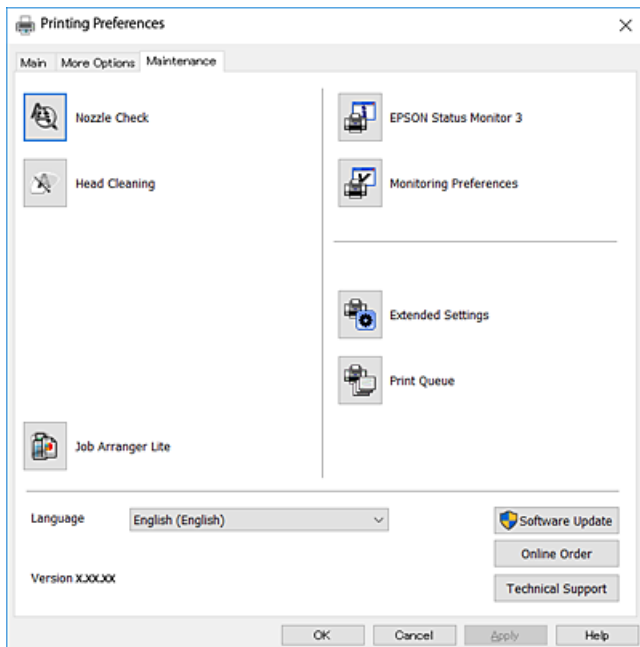 Printing Preferences
Main More Options Maintenance
Nozzle Check
Head Cleaning
Job Arranger Lite
EPSON Status Monitor 3
Monitoring Preferences
Extended Settings
Print Queue
Language English (English)
Version X.XX.XX
Software Update
Online Order
Technical Support
OK Cancel Apply Help